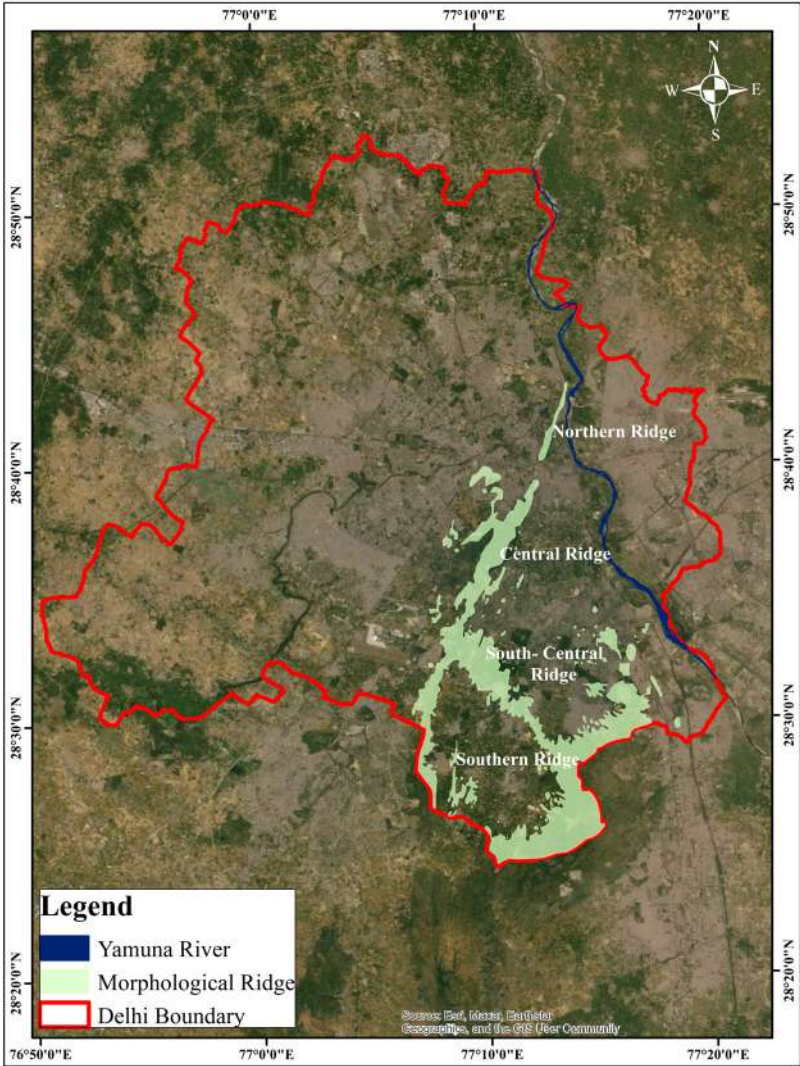 77°0'0"E
77°10'0"E
77°20'0"E
N
W
E
S
28°50'0"N
28°50'0"N
28°40'0"N
28°40'0"N
Northern Ridge
Central Ridge
South- Central
Ridge
28°30'0"N
28°30'0"N
Southern Ridge
28°20'0"N
28°20'0"N
Legend
Yamuna River
Morphological Ridge
Delhi Boundary
Source: Esri, Maxar, Earthstar
Geographics, and the GIS User Community
76°50'0"E
77°0'0"E
77°10'0"E
77°20'0"E